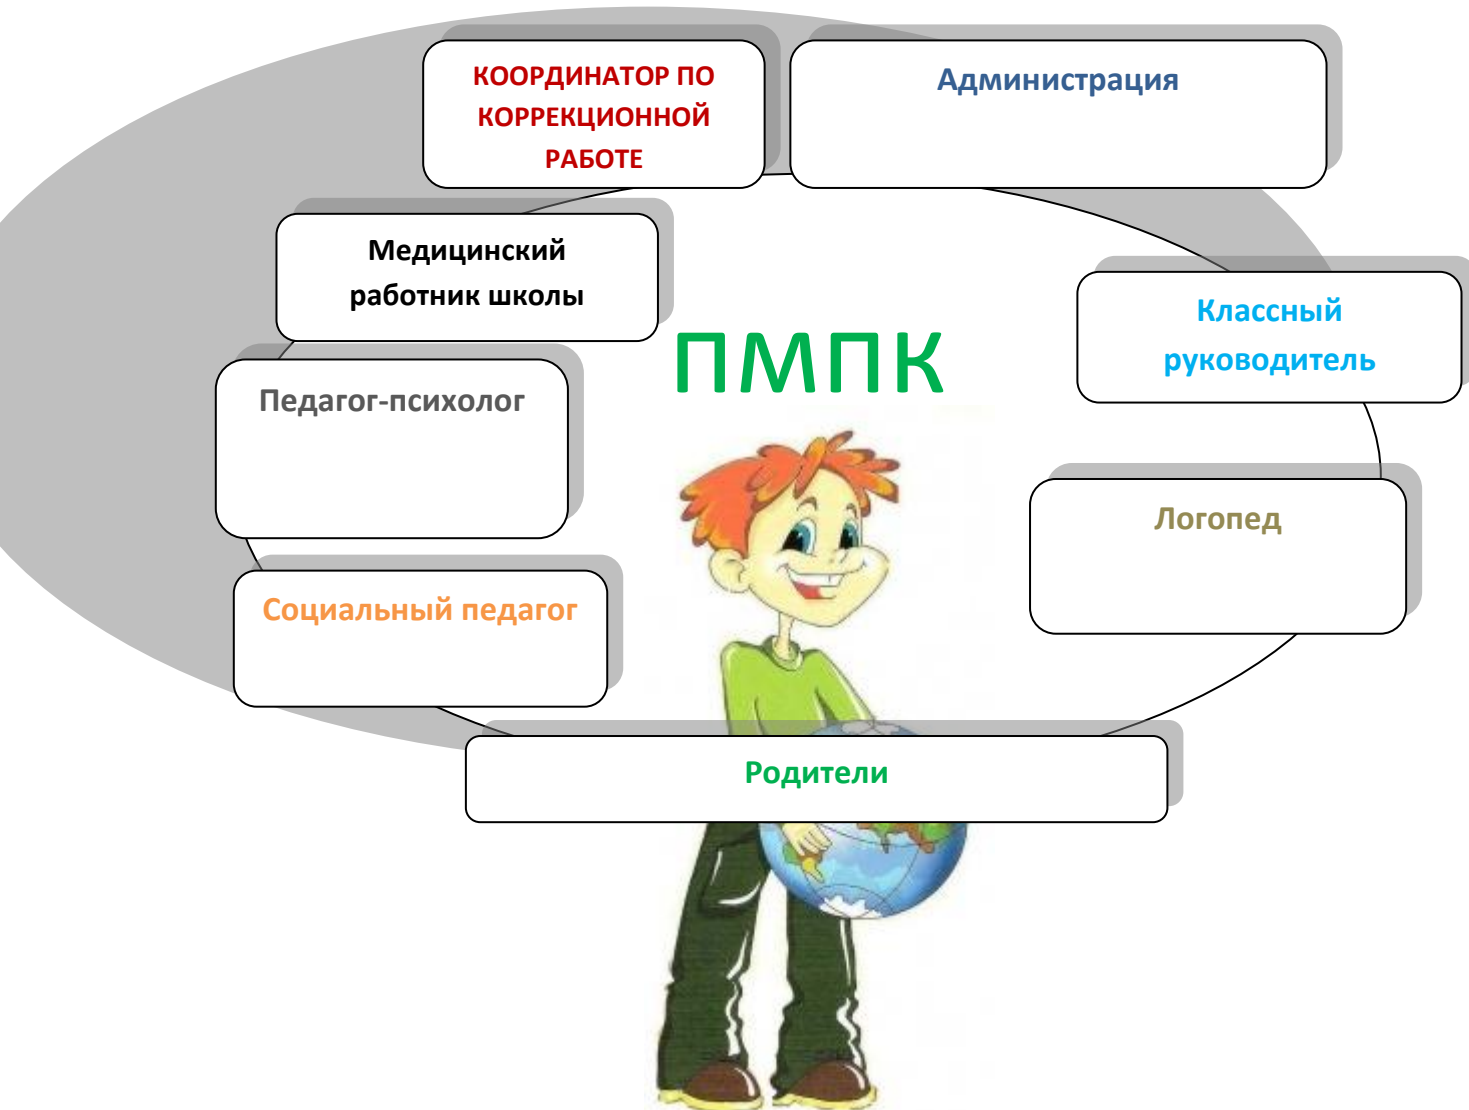 КООРДИНАТОР ПО
КОРРЕКЦИОННОЙ
РАБОТЕ
Администрация
Медицинский
работник школы
Классный
руководитель
ПМПК
Педагог-психолог
Логопед
Социальный педагог
Родители